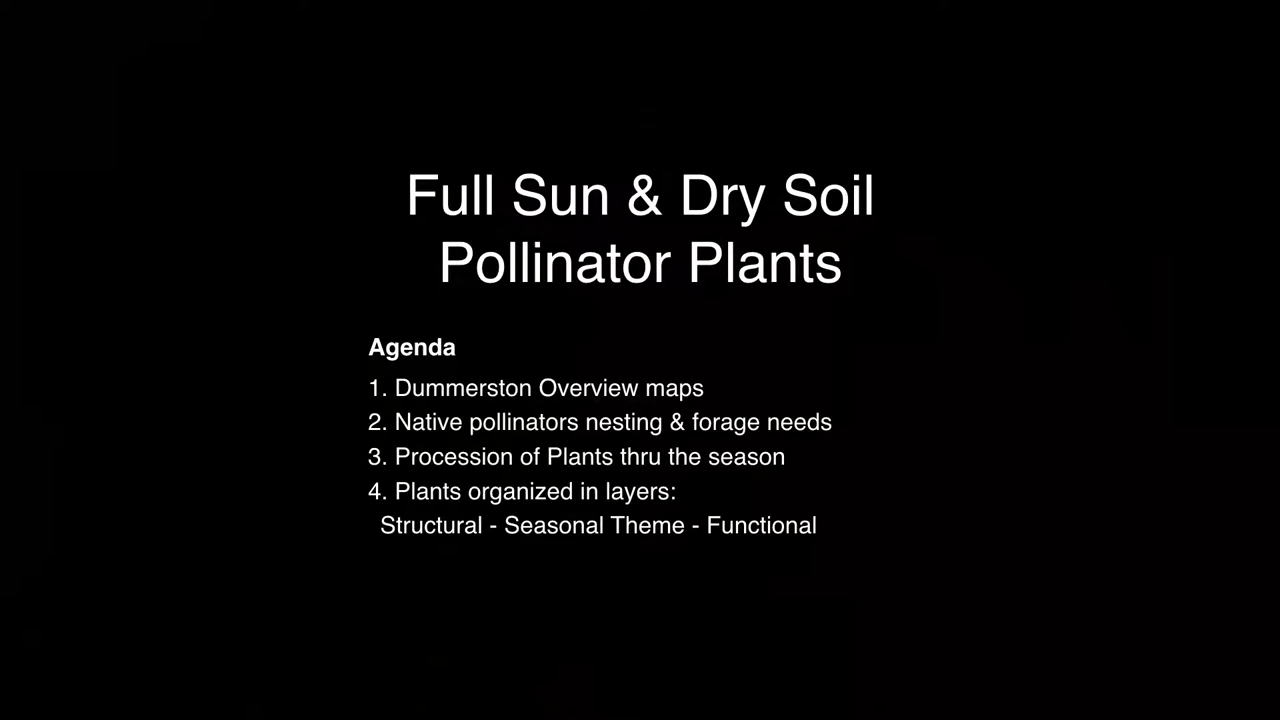 Full Sun & Dry Soil
Pollinator Plants
Agenda
1. Dummerston Overview maps
2. Native pollinators nesting & forage needs
3. Procession of Plants thru the season
4. Plants organized in layers:
Structural - Seasonal Theme - Functional